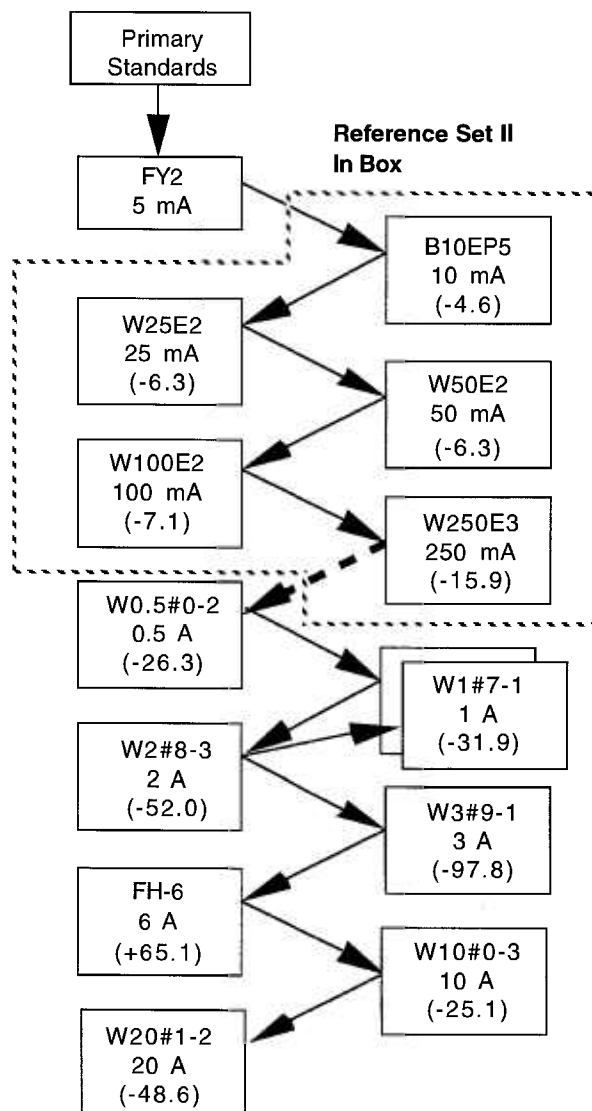 Primary
Standards
Reference Set II
In Box
FY2
5 mA
B10EP5
10 mA
(-4.6)
W25E2
25 mA
(-6.3)
W50E2
50 mA
(-6.3)
W100E2
100 mA
(-7.1)
W250E3
250 mA
(-15.9)
W0.5#0-2
0.5 A
(-26.3)
W1#7-1
1 A
(-31.9)
W2#8-3
2 A
(-52.0)
W3#9-1
3 A
(-97.8)
FH-6
6 A
(+65.1)
W10#0-3
10 A
(-25.1)
W20#1-2
20 A
(-48.6)